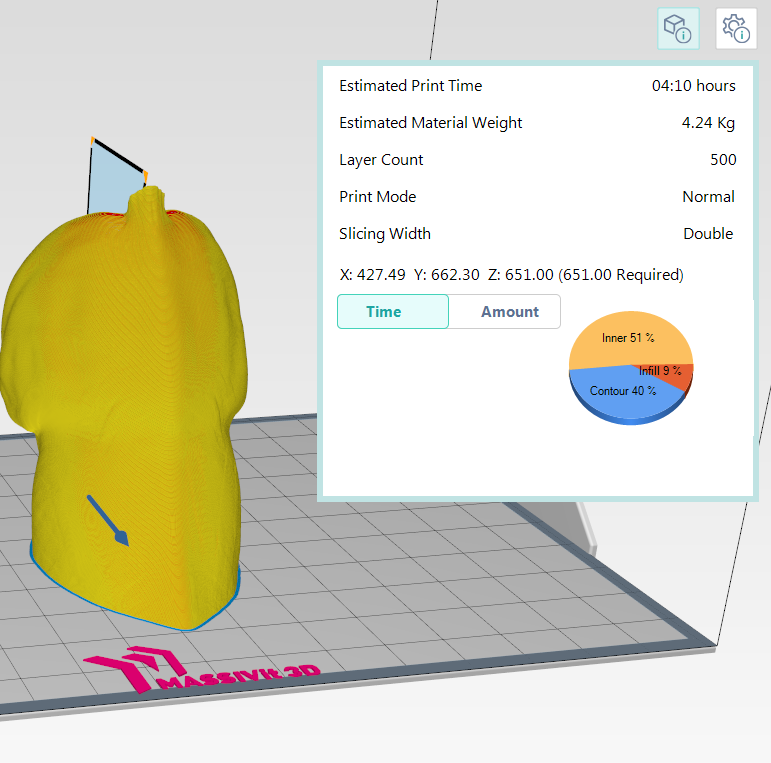 Estimated Print Time 04:10 hours
Estimated Material Weight 4.24 Kg
Layer Count 500
Print Mode Normal
Slicing Width Double
X: 427.49 Y: 662.30 Z: 651.00 (651.00 Required)
Time Amount
Inner 51 %
Infill 9 %
Contour 40 %
MASSIVit 3D